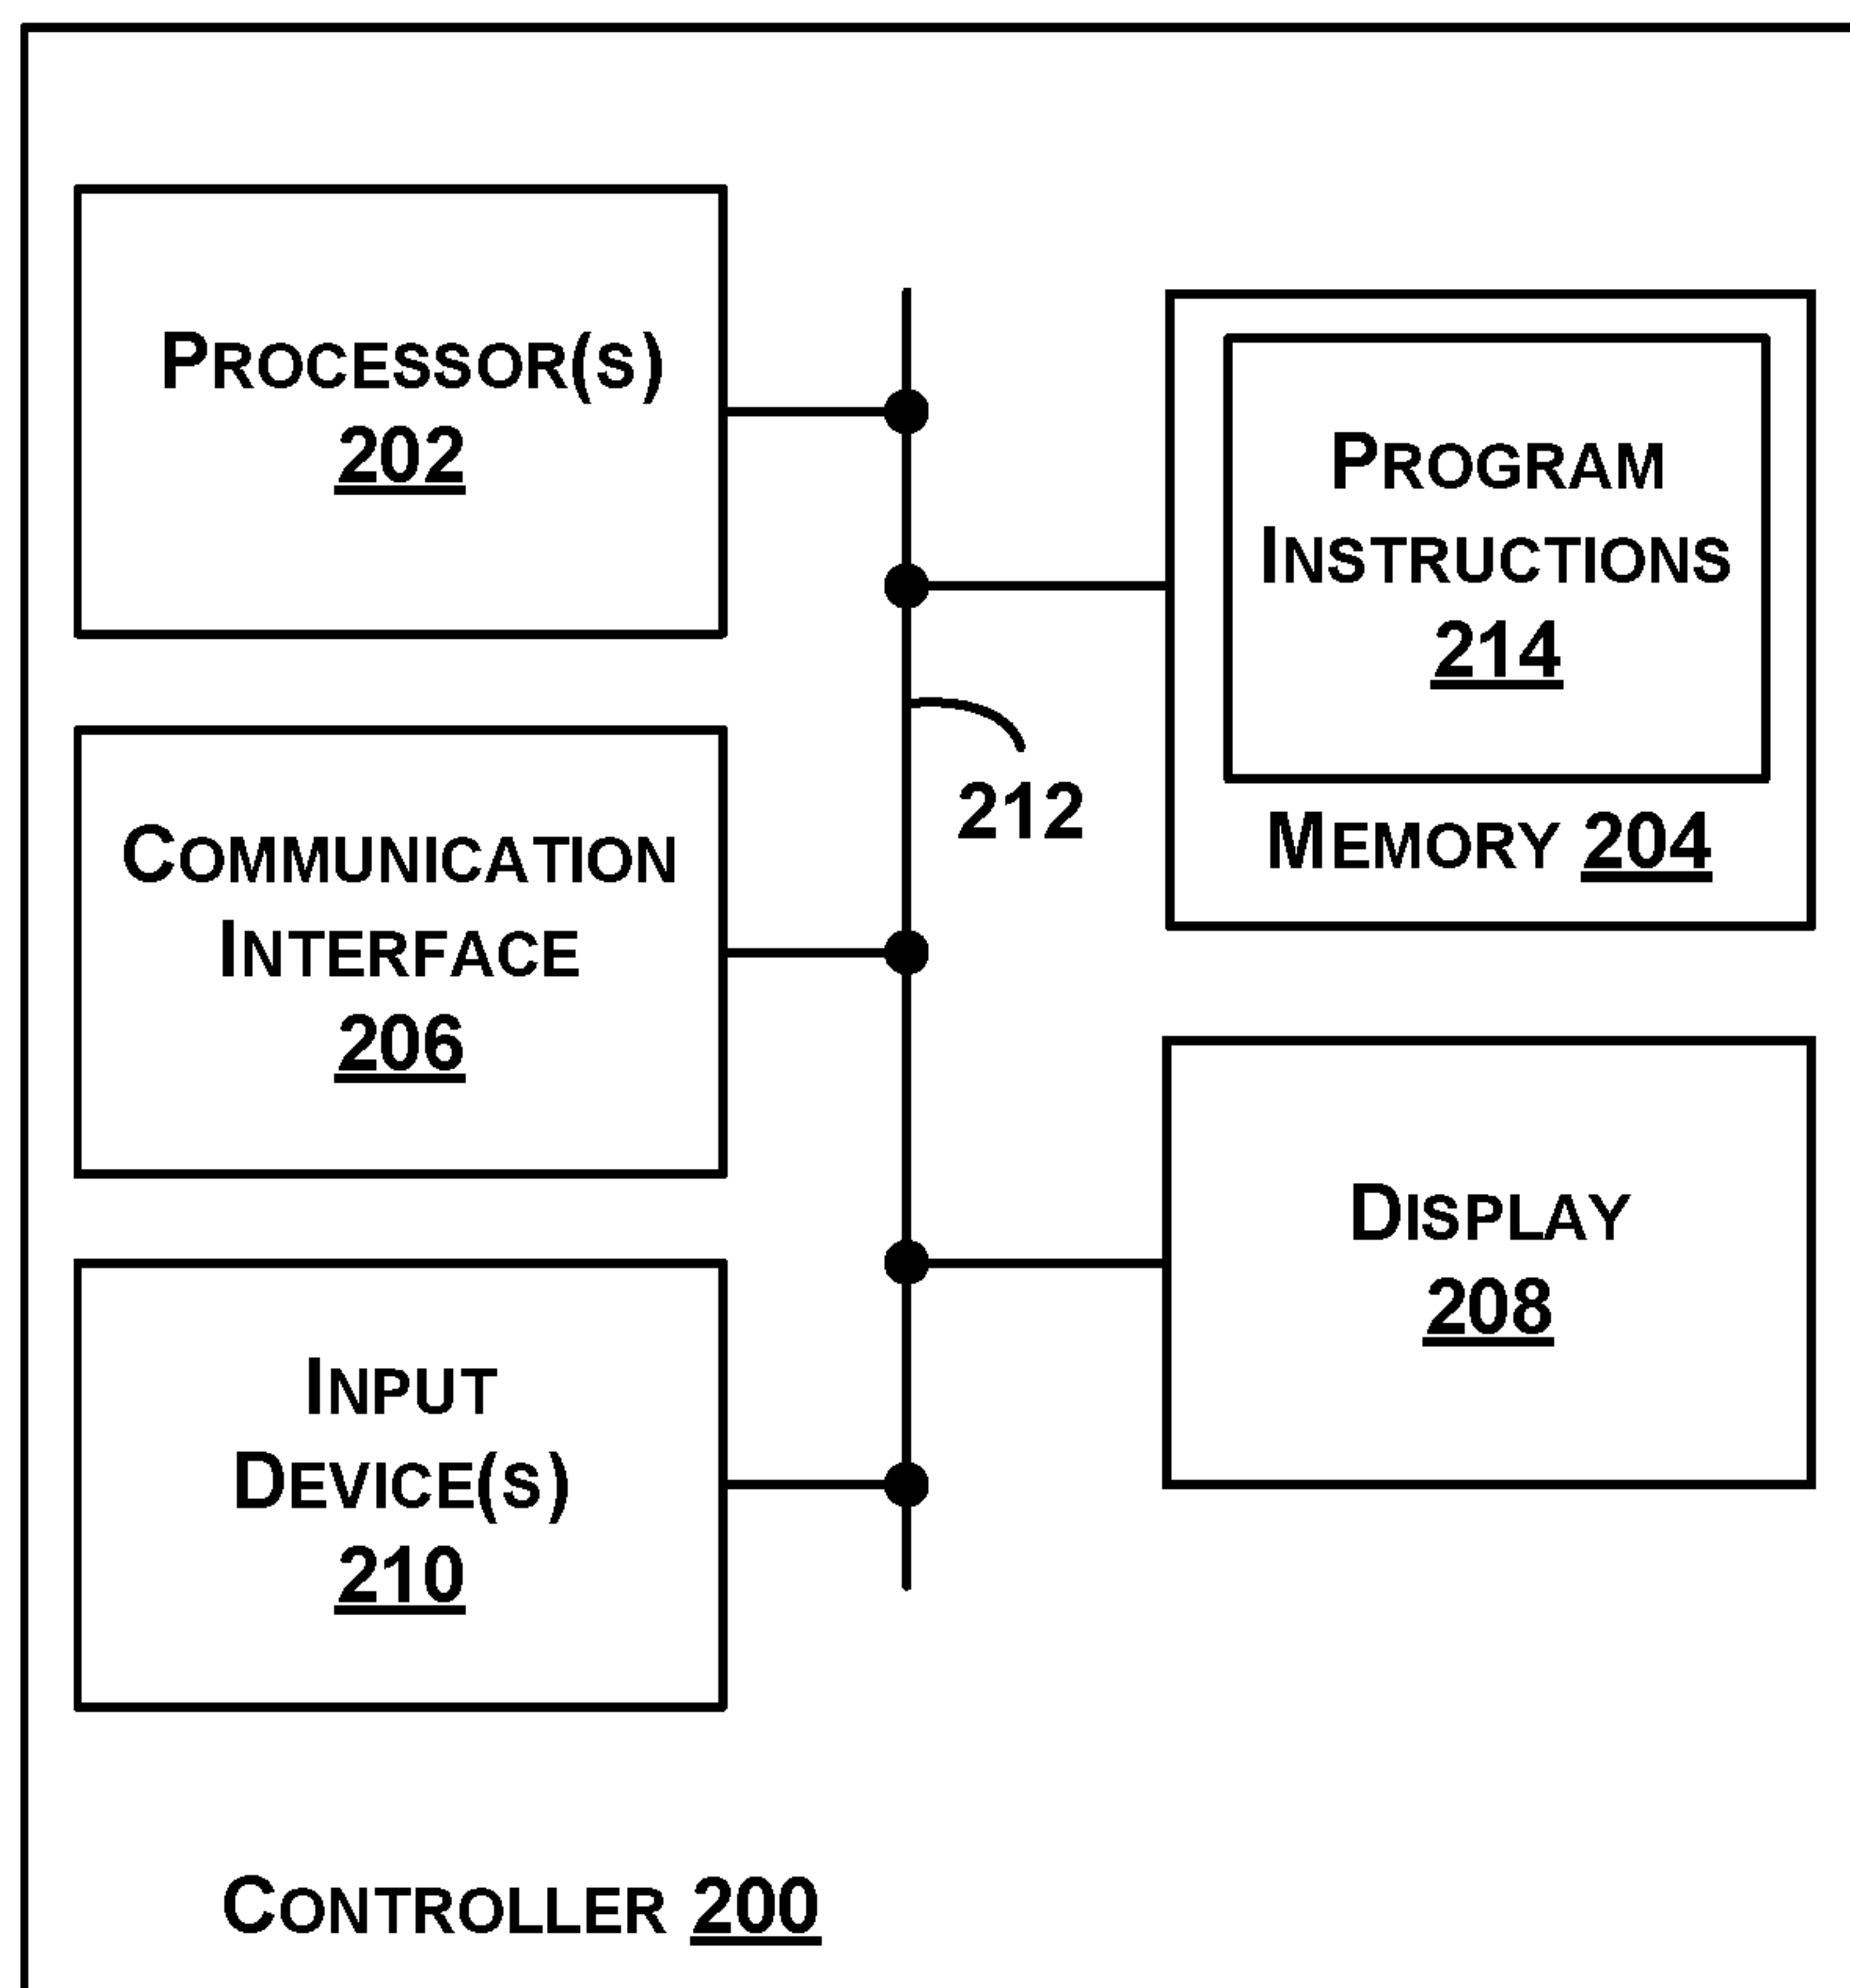 PROCESSOR(S)
202
PROGRAM
INSTRUCTIONS
214
MEMORY 204
212
COMMUNICATION
INTERFACE
206
DISPLAY
208
INPUT
DEVICE(S)
210
CONTROLLER 200